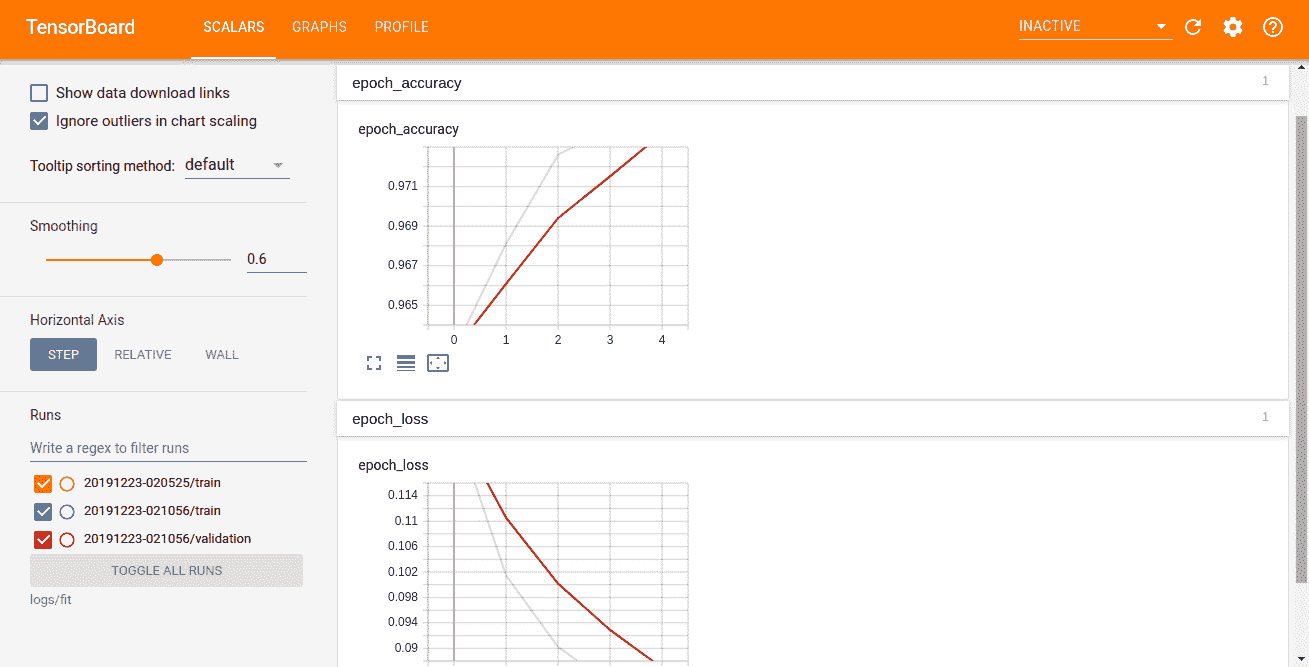 TensorBoard SCALARS GRAPHS PROFILE INACTIVE
Show data download links
Ignore outliers in chart scaling
Tooltip sorting method: default
Smoothing
0.6
Horizontal Axis
STEP RELATIVE WALL
Runs
Write a regex to filter runs
20191223-020525/train
20191223-021056/train
20191223-021056/validation
TOGGLE ALL RUNS
logs/fit
epoch_accuracy 1
epoch_accuracy
0.971
0.969
0.967
0.965
0 1 2 3 4
epoch_loss 1
epoch_loss
0.114
0.11
0.106
0.102
0.098
0.094
0.09